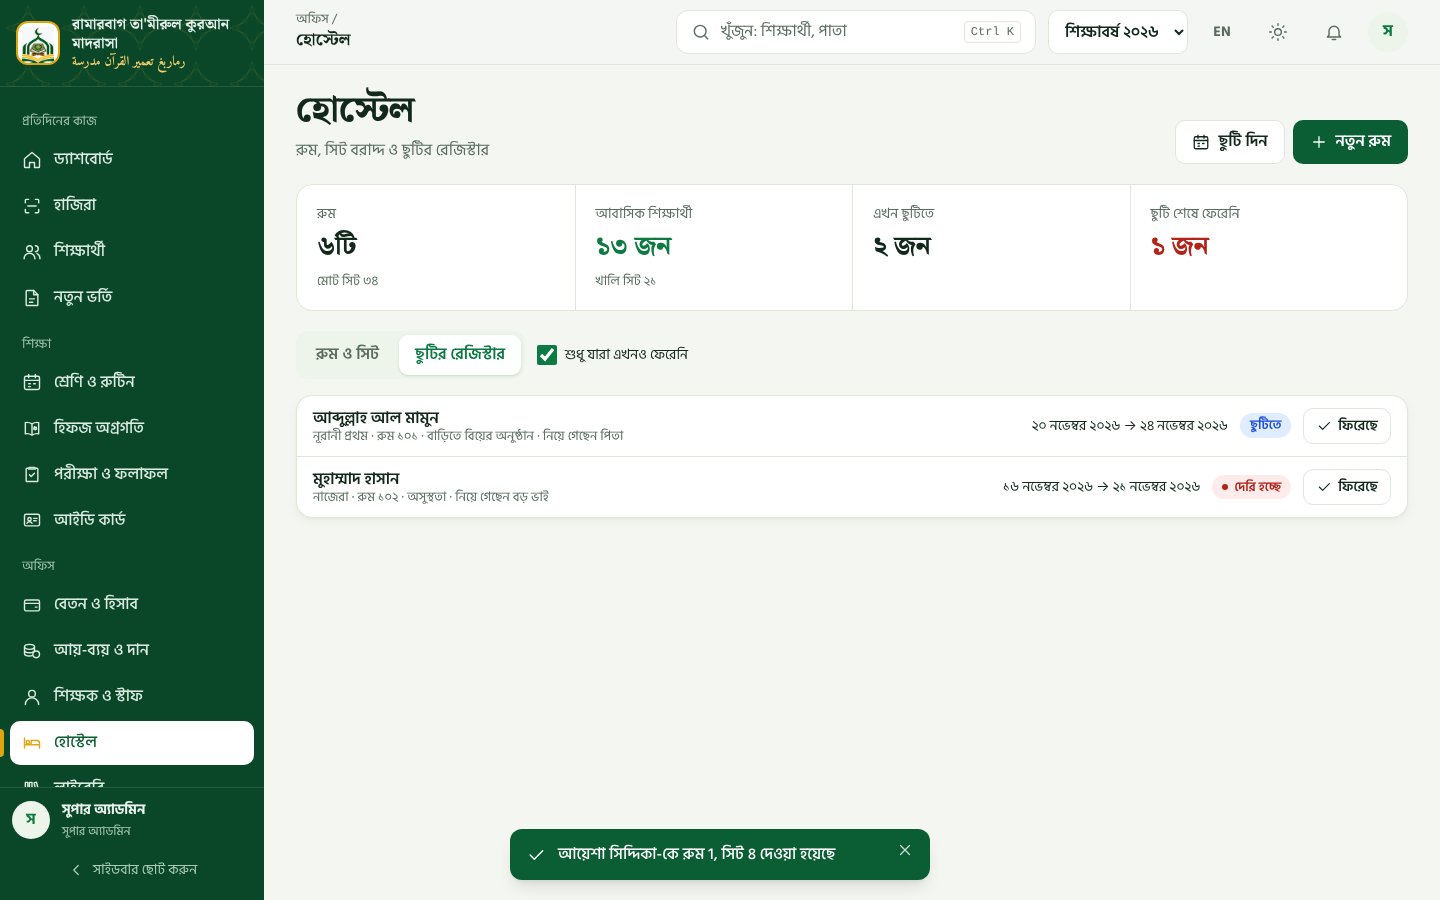 রামারবাগ তা'মীরুল কুরআন
মাদরাসা
رمارباغ تعمير القرآن مدرسة
প্রতিদিনের কাজ
ড্যাশবোর্ড
হাজিরা
শিক্ষার্থী
নতুন ভর্তি
শিক্ষা
শ্রেণি ও রুটিন
হিফজ অগ্রগতি
পরীক্ষা ও ফলাফল
আইডি কার্ড
অফিস
বেতন ও হিসাব
আয়-ব্যয় ও দান
শিক্ষক ও স্টাফ
হোস্টেল
সুপার অ্যাডমিন
সুপার অ্যাডমিন
সাইডবার ছোট করুন
অফিস /
হোস্টেল
খুঁজুন: শিক্ষার্থী, পাতা
Ctrl K
শিক্ষাবর্ষ ২০২৬
EN
স
হোস্টেল
রুম, সিট বরাদ্দ ও ছুটির রেজিস্টার
ছুটি দিন
নতুন রুম
রুম
৬টি
মোট সিট ৩৪
আবাসিক শিক্ষার্থী
১৩ জন
খালি সিট ২১
এখন ছুটিতে
২ জন
ছুটি শেষে ফেরেনি
১ জন
রুম ও সিট
ছুটির রেজিস্টার
শুধু যারা এখনও ফেরেনি
আব্দুল্লাহ আল মামুন
নূরানী প্রথম · রুম ১০১ · বাড়িতে বিয়ের অনুষ্ঠান · নিয়ে গেছেন পিতা
২০ নভেম্বর ২০২৬ → ২৪ নভেম্বর ২০২৬
ছুটিতে
ফিরেছে
মুহাম্মাদ হাসান
নাজেরা · রুম ১০২ · অসুস্থতা · নিয়ে গেছেন বড় ভাই
১৬ নভেম্বর ২০২৬ → ২১ নভেম্বর ২০২৬
দেরি হচ্ছে
ফিরেছে
আয়েশা সিদ্দিকা-কে রুম 1, সিট 4 দেওয়া হয়েছে
স